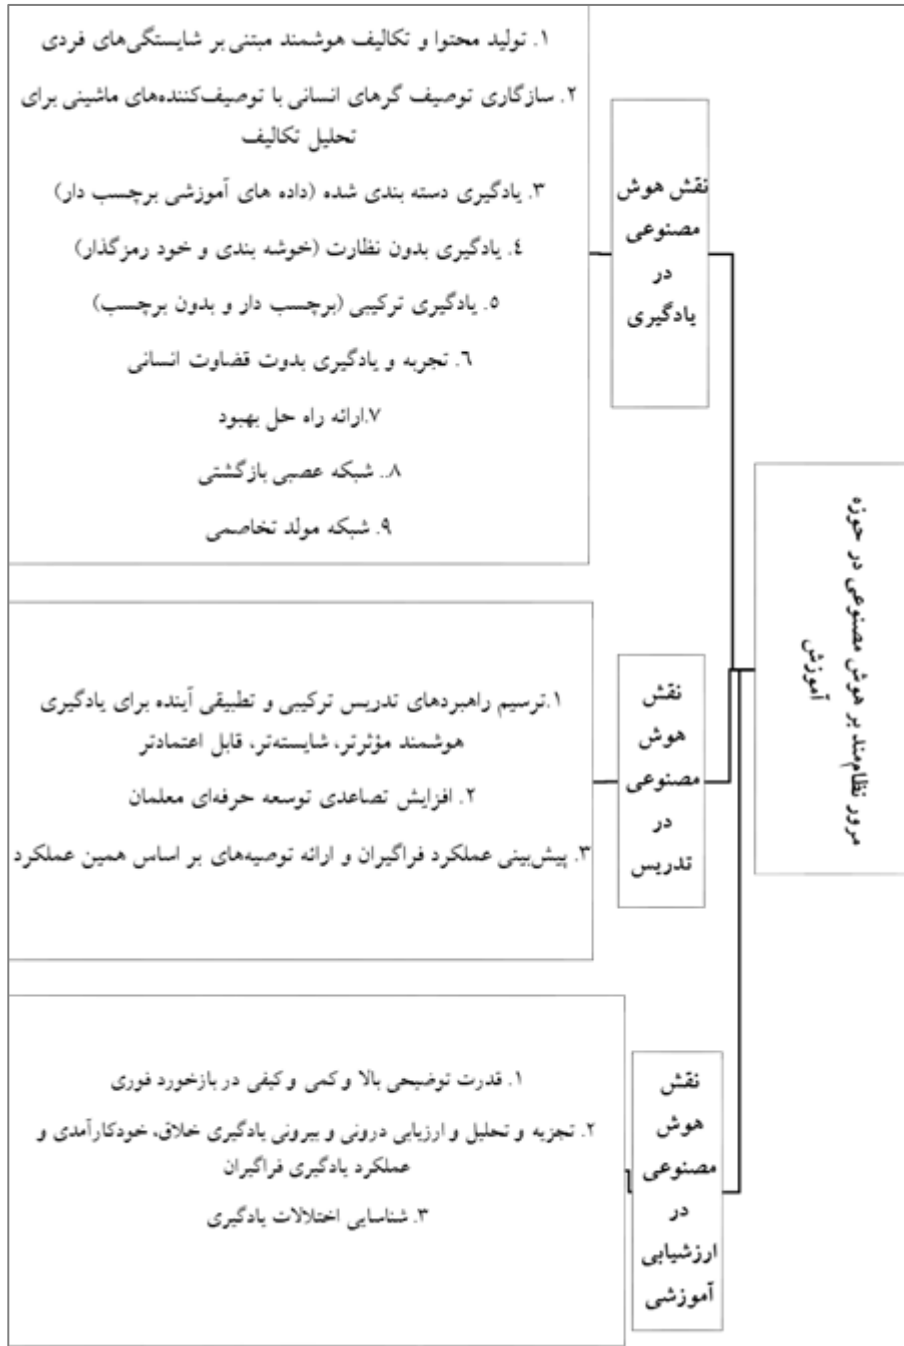 مرور نظام‌مند بر هوش مصنوعی در حوزه
آموزش
نقش هوش
مصنوعی
در
یادگیری
۱. تولید محتوا و تکالیف هوشمند مبتنی بر شایستگی‌های فردی
۲. سازگاری توصیف گرهای انسانی با توصیف‌کننده‌های ماشینی برای
تحلیل تکالیف
۳. یادگیری دسته بندی شده (داده های آموزشی برچسب دار)
٤. یادگیری بدون نظارت (خوشه بندی و خود رمزگذار)
٥. یادگیری ترکیبی (برچسب دار و بدون برچسب)
٦. تجربه و یادگیری بدوت قضاوت انسانی
۷.ارائه راه حل بهبود
۸.. شبکه عصبی بازگشتی
۹. شبکه مولد تخاصمی
نقش
هوش
مصنوعی
در
تدریس
۱.ترسیم راهبردهای تدریس ترکیبی و تطبیقی آینده برای یادگیری
هوشمند مؤثرتر، شایسته‌تر، قابل اعتمادتر
۲. افزایش تصاعدی توسعه حرفه‌ای معلمان
۳. پیش‌بینی عملکرد فراگیران و ارائه توصیه‌های بر اساس همین عملکرد
نقش
هوش
مصنوعی
در
ارزشیابی
آموزشی
۱. قدرت توضیحی بالا و کمی و کیفی در بازخورد فوری
۲. تجزیه و تحلیل و ارزیابی درونی و بیرونی یادگیری خلاق، خودکارآمدی و
عملکرد یادگیری فراگیران
۳. شناسایی اختلالات یادگیری